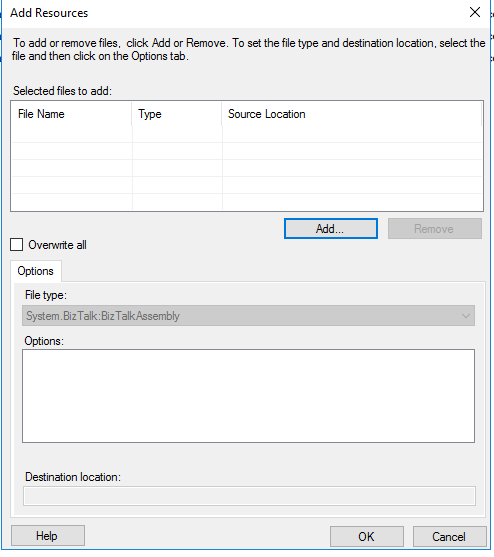 Add Resources
To add or remove files, click Add or Remove. To set the file type and destination location, select the
file and then click on the Options tab.
Selected files to add:
File Name Type Source Location
Add... Remove
Overwrite all
Options
File type:
System.BizTalk:BizTalkAssembly
Options:
Destination location:
Help OK Cancel